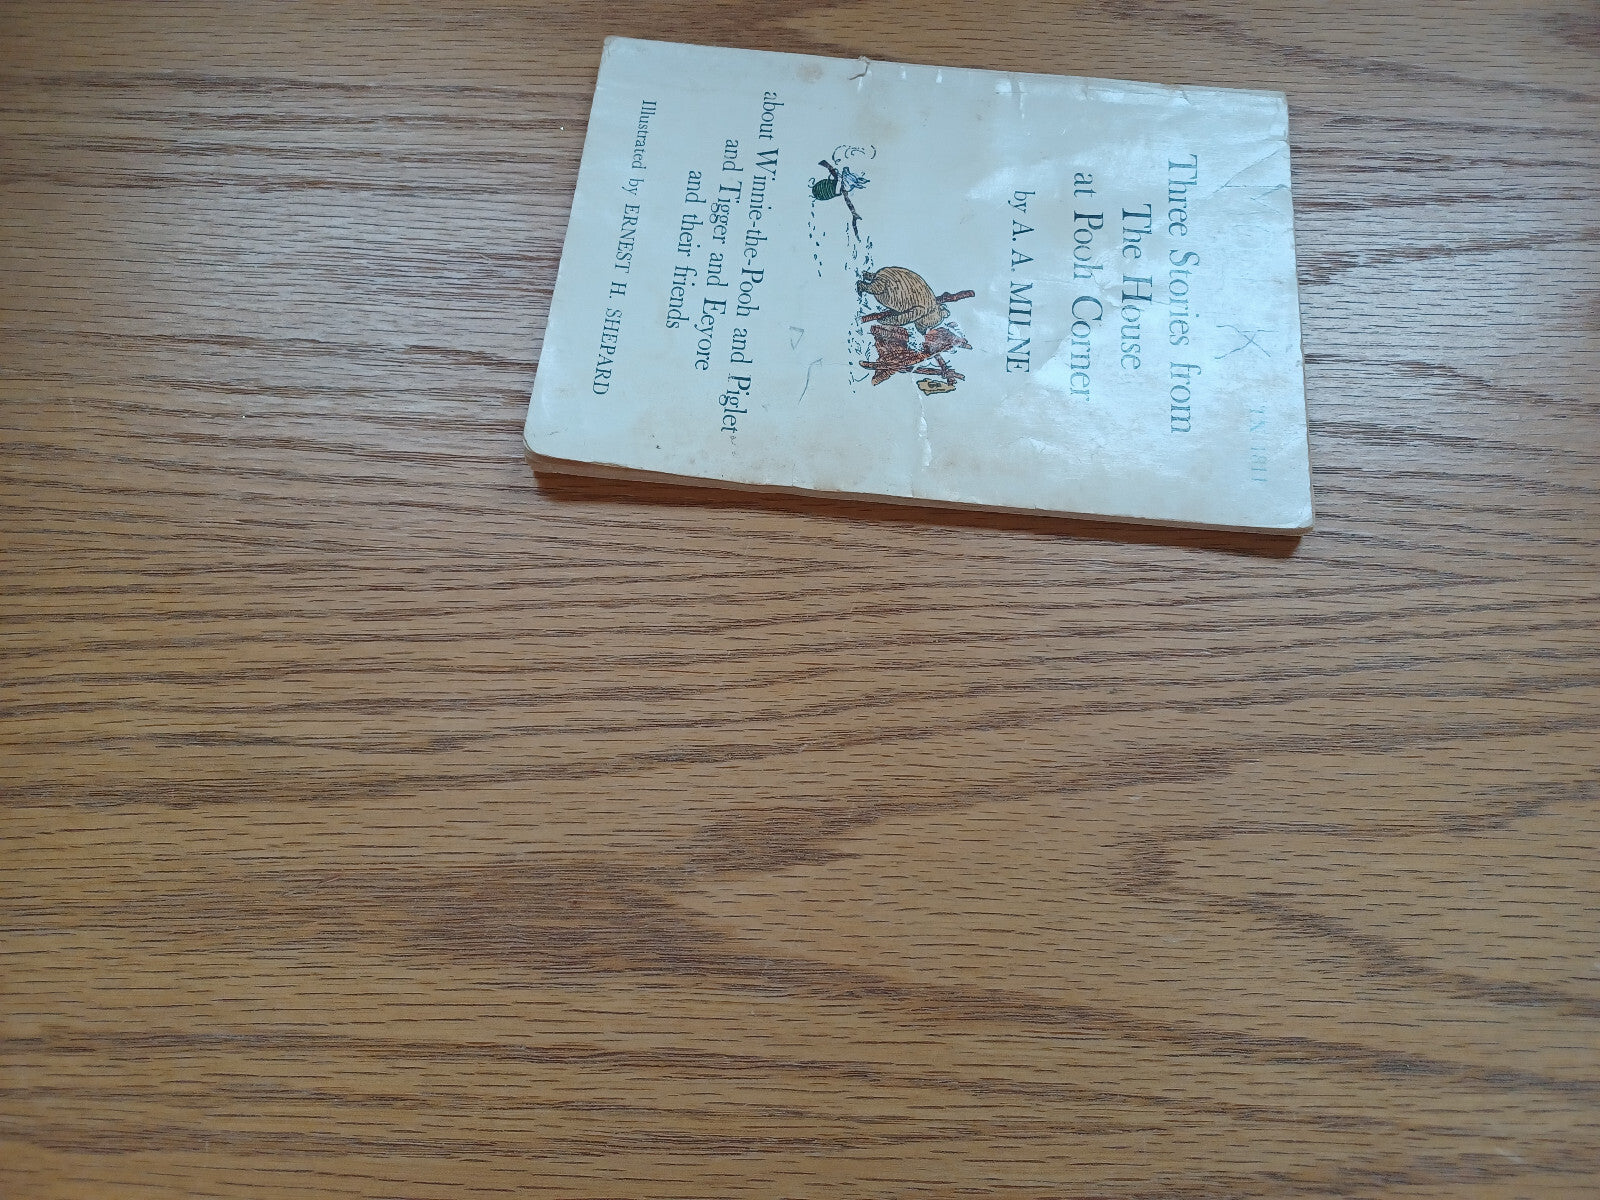 Three Stories from
The House
at Pooh Corner
by A. A. MILNE
about Winnie-the-Pooh and Piglet
and Tigger and Eeyore
and their friends
Illustrated by ERNEST H. SHEPARD